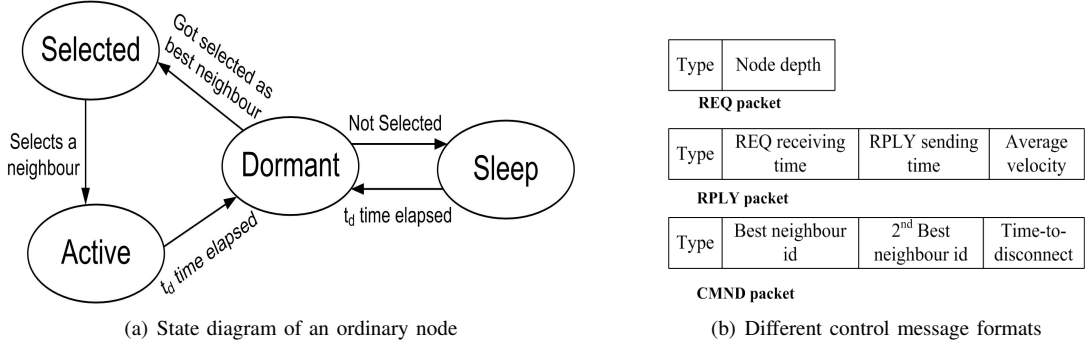 Selected
Got selected as
best neighbour
Selects a
neighbour
Dormant
Not Selected
Sleep
t_d time elapsed
Active
t_d time elapsed
(a) State diagram of an ordinary node
Type Node depth
REQ packet
Type REQ receiving time RPLY sending time Average velocity
RPLY packet
Type Best neighbour id 2nd Best neighbour id Time-to-disconnect
CMND packet
(b) Different control message formats